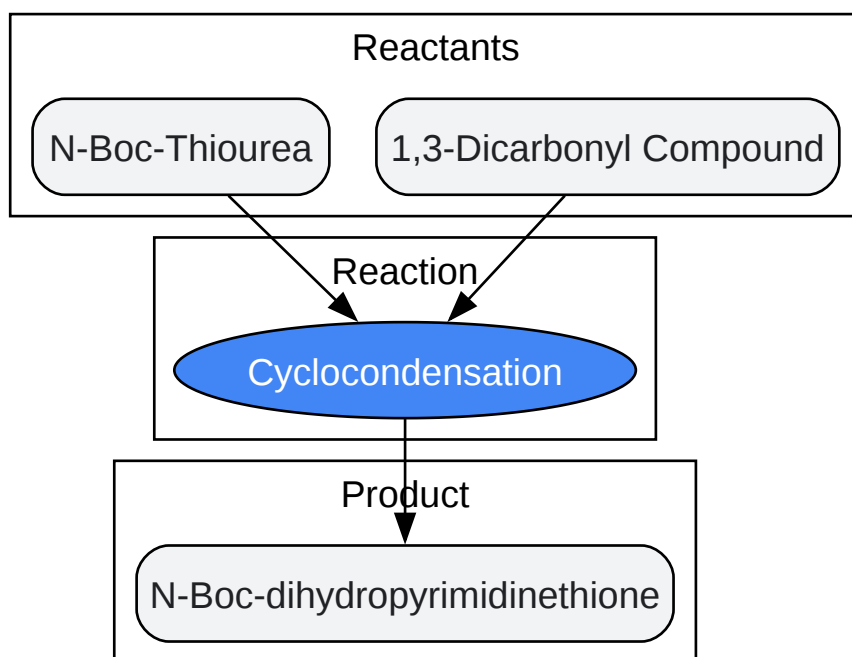 Reactants
N-Boc-Thiourea
1,3-Dicarbonyl Compound
Reaction
Cyclocondensation
Product
N-Boc-dihydropyrimidinethione